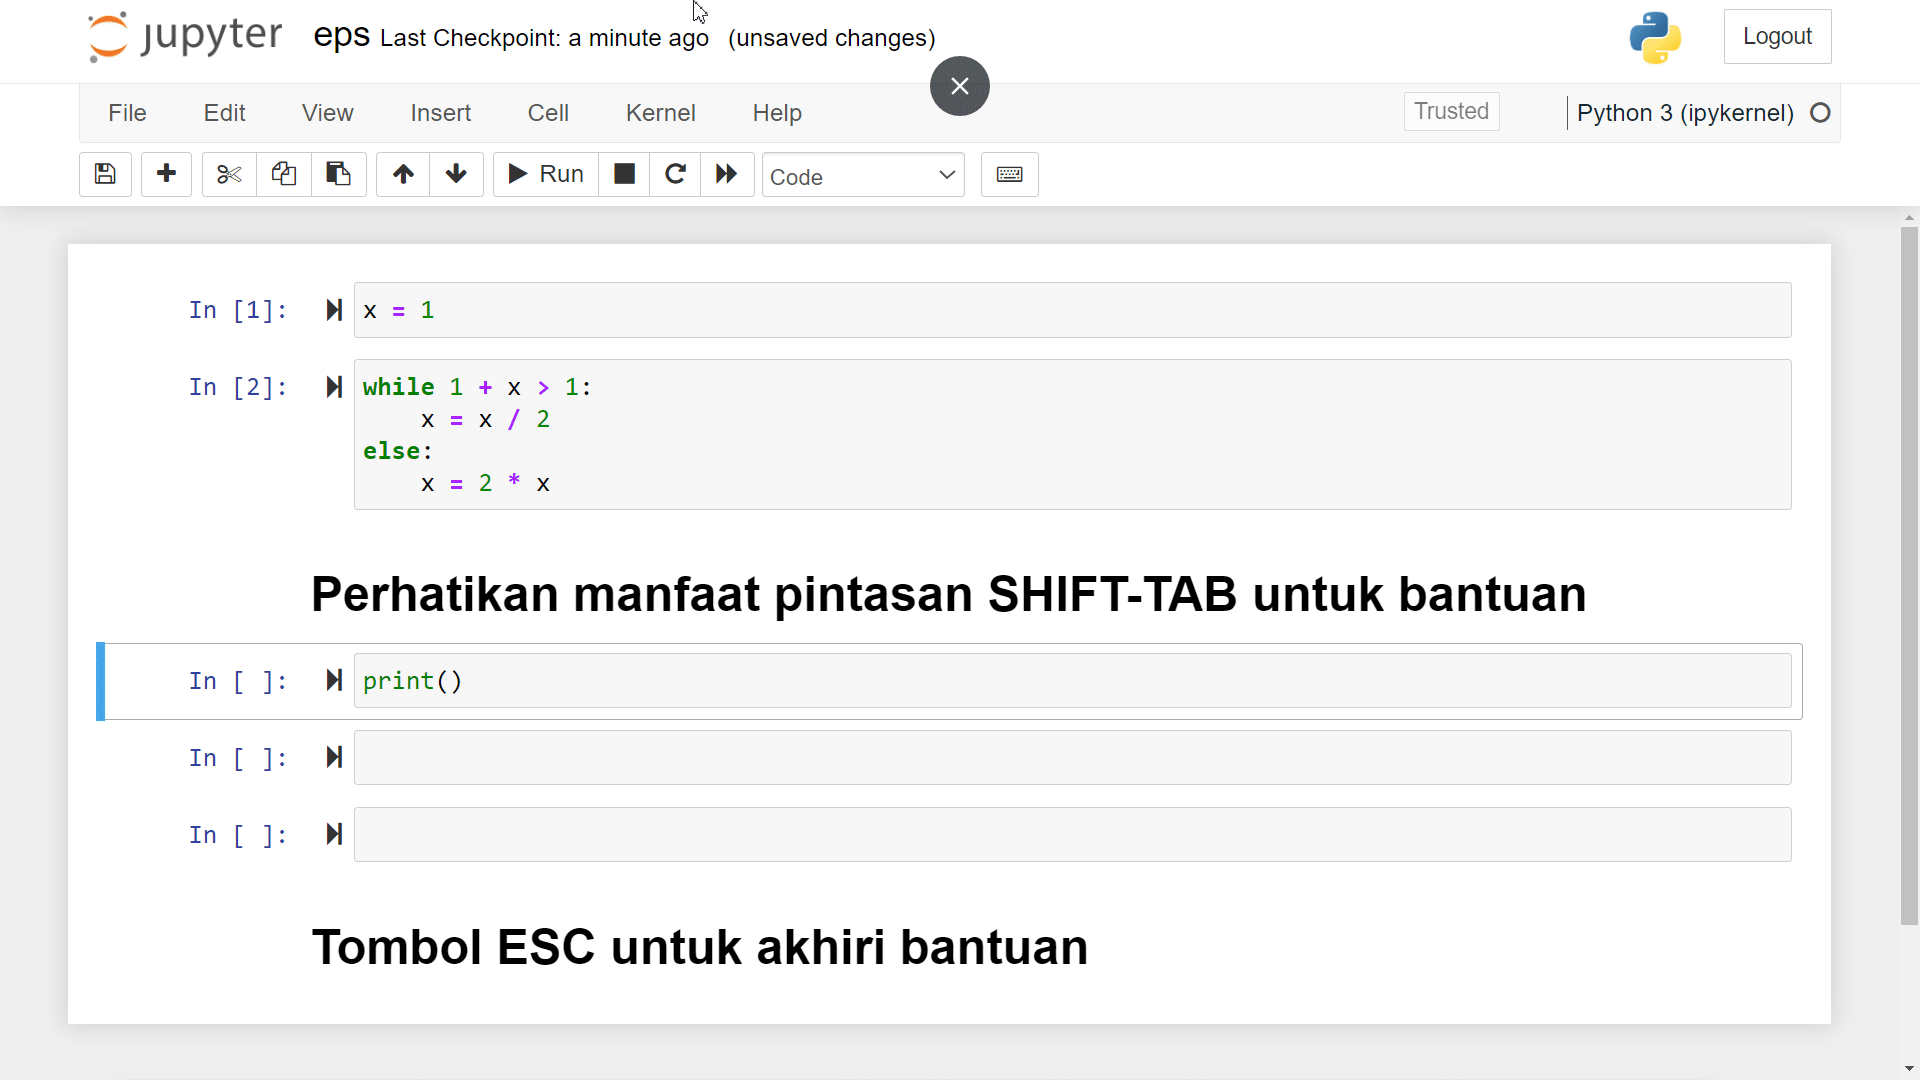 jupyter eps Last Checkpoint: a minute ago (unsaved changes) Logout
File Edit View Insert Cell Kernel Help Trusted Python 3 (ipykernel)
Run Code
In [1]: x = 1
In [2]: while 1 + x > 1:
    x = x / 2
else:
    x = 2 * x
Perhatikan manfaat pintasan SHIFT-TAB untuk bantuan
In [ ]: print()
In [ ]:
In [ ]:
Tombol ESC untuk akhiri bantuan